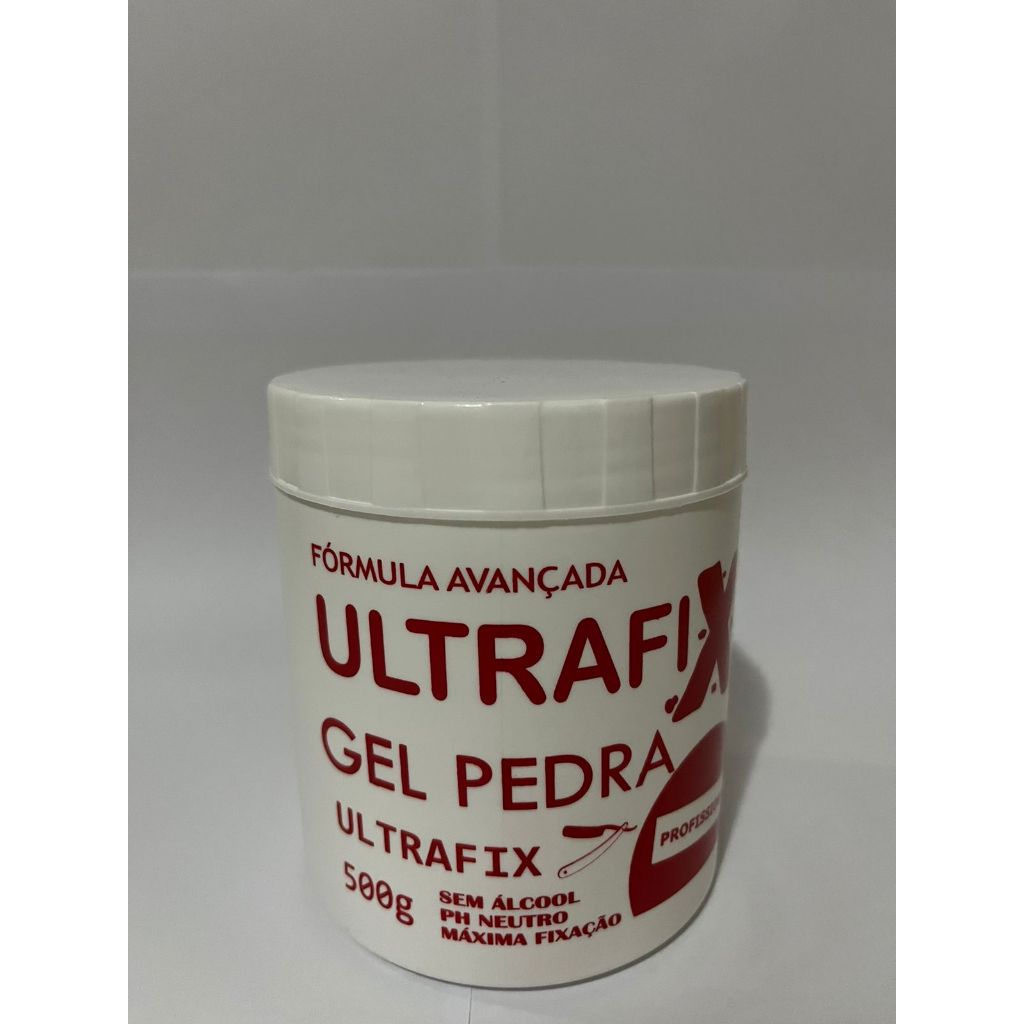 FÓRMULA AVANÇADA
ULTRAFIX
GEL PEDRA
ULTRAFIX
500g
SEM ÁLCOOL
PH NEUTRO
MÁXIMA FIXAÇÃO